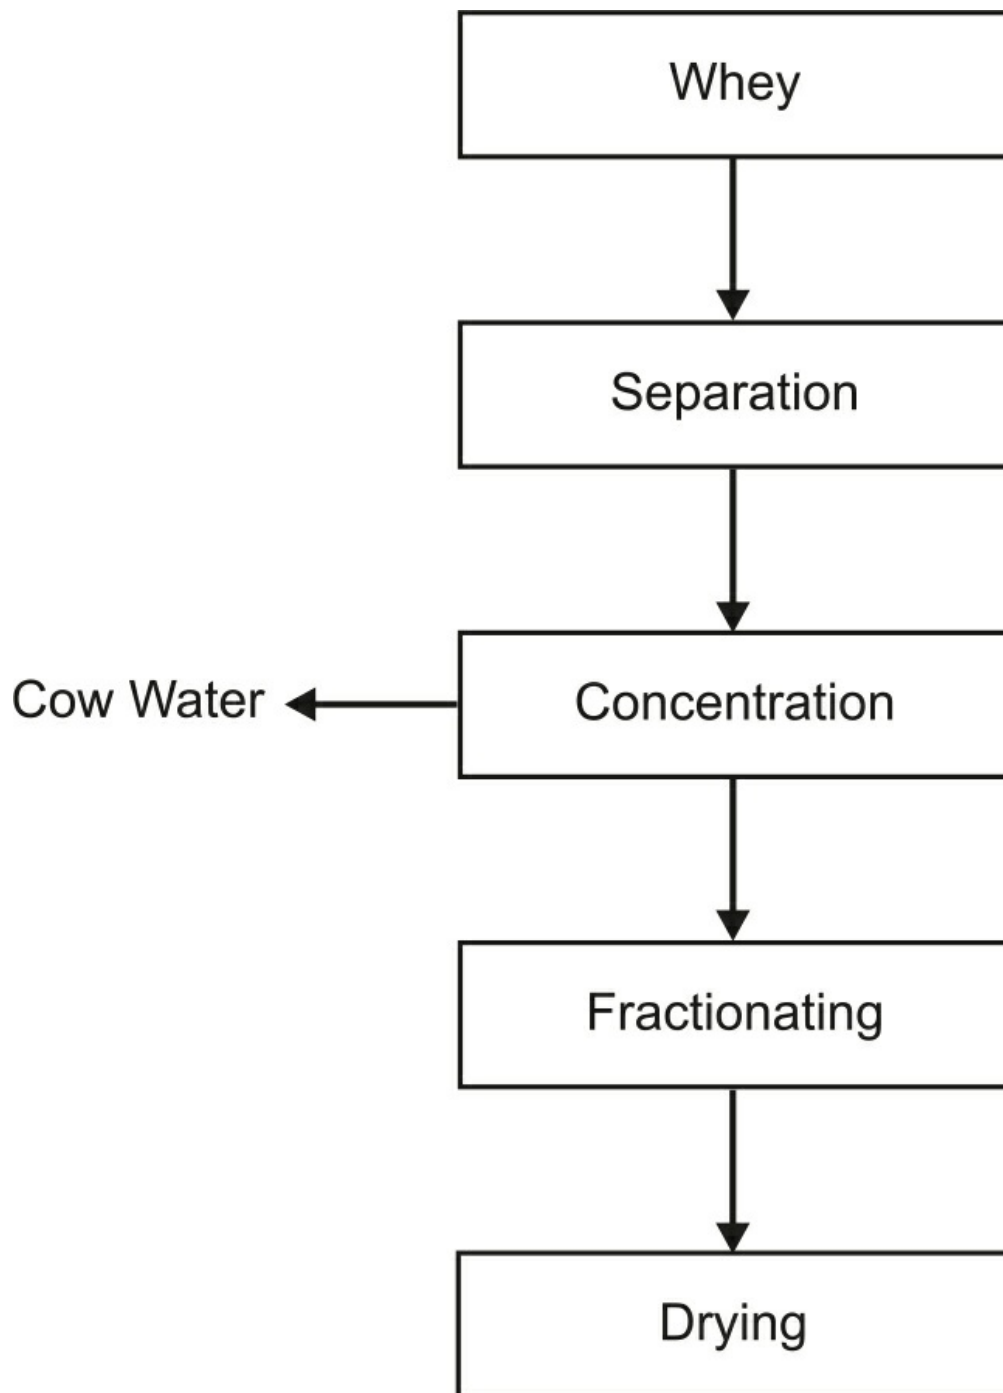 Whey
Separation
Cow Water
Concentration
Fractionating
Drying